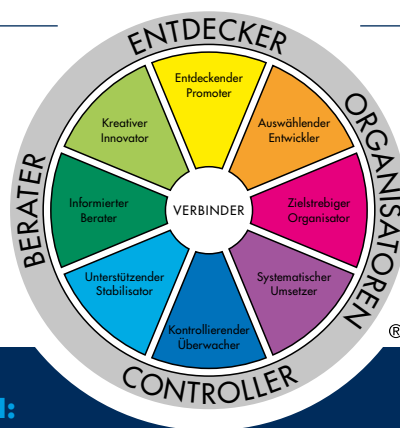 ENTDECKER
Entdeckender
Promoter
Kreativer
Innovator
Auswählender
Entwickler
ORGANISATOREN
BERATER
Informierter
Berater
VERBINDER
Zielstrebiger
Organisator
Unterstützender
Stabilisator
Systematischer
Umsetzer
Kontrollierender
Überwacher
®
CONTROLLER